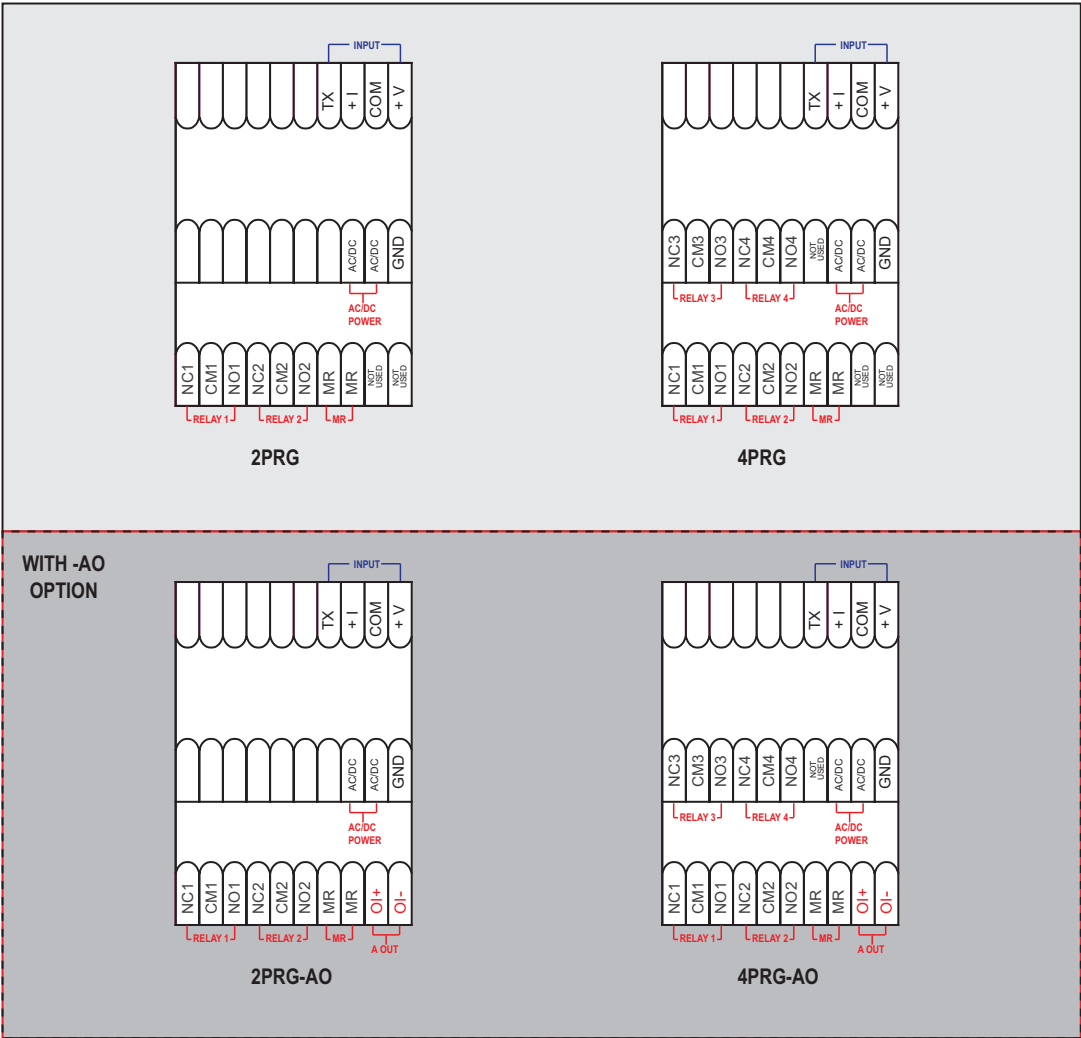 INPUT
TX +I COM +V
AC/DC AC/DC GND
AC/DC
POWER
NC1 CM1 NO1 NC2 CM2 NO2 MR MR NOT USED NOT USED
RELAY 1 RELAY 2 MR
2PRG
INPUT
TX +I COM +V
NC3 CM3 NO3 NC4 CM4 NO4 NOT USED AC/DC AC/DC GND
RELAY 3 RELAY 4 AC/DC
POWER
NC1 CM1 NO1 NC2 CM2 NO2 MR MR NOT USED NOT USED
RELAY 1 RELAY 2 MR
4PRG
WITH -AO
OPTION
INPUT
TX +I COM +V
AC/DC AC/DC GND
AC/DC
POWER
NC1 CM1 NO1 NC2 CM2 NO2 MR MR OI+ OI-
RELAY 1 RELAY 2 MR A OUT
2PRG-AO
INPUT
TX +I COM +V
NC3 CM3 NO3 NC4 CM4 NO4 NOT USED AC/DC AC/DC GND
RELAY 3 RELAY 4 AC/DC
POWER
NC1 CM1 NO1 NC2 CM2 NO2 MR MR OI+ OI-
RELAY 1 RELAY 2 MR A OUT
4PRG-AO